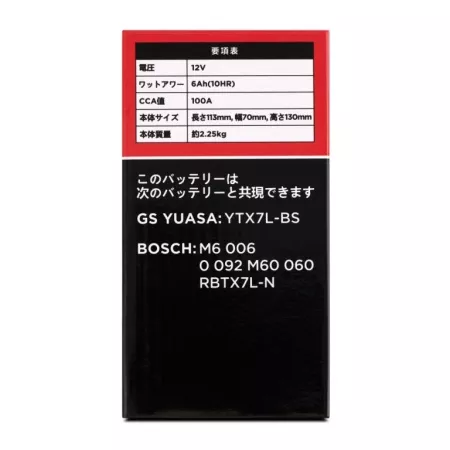 要項表
電圧 12V
ワットアワー 6Ah(10HR)
CCA値 100A
本体サイズ 長さ113mm, 幅70mm, 高さ130mm
本体質量 約2.25kg
このバッテリーは
次のバッテリーと共現できます
GS YUASA: YTX7L-BS
BOSCH: M6 006
0 092 M60 060
RBTX7L-N